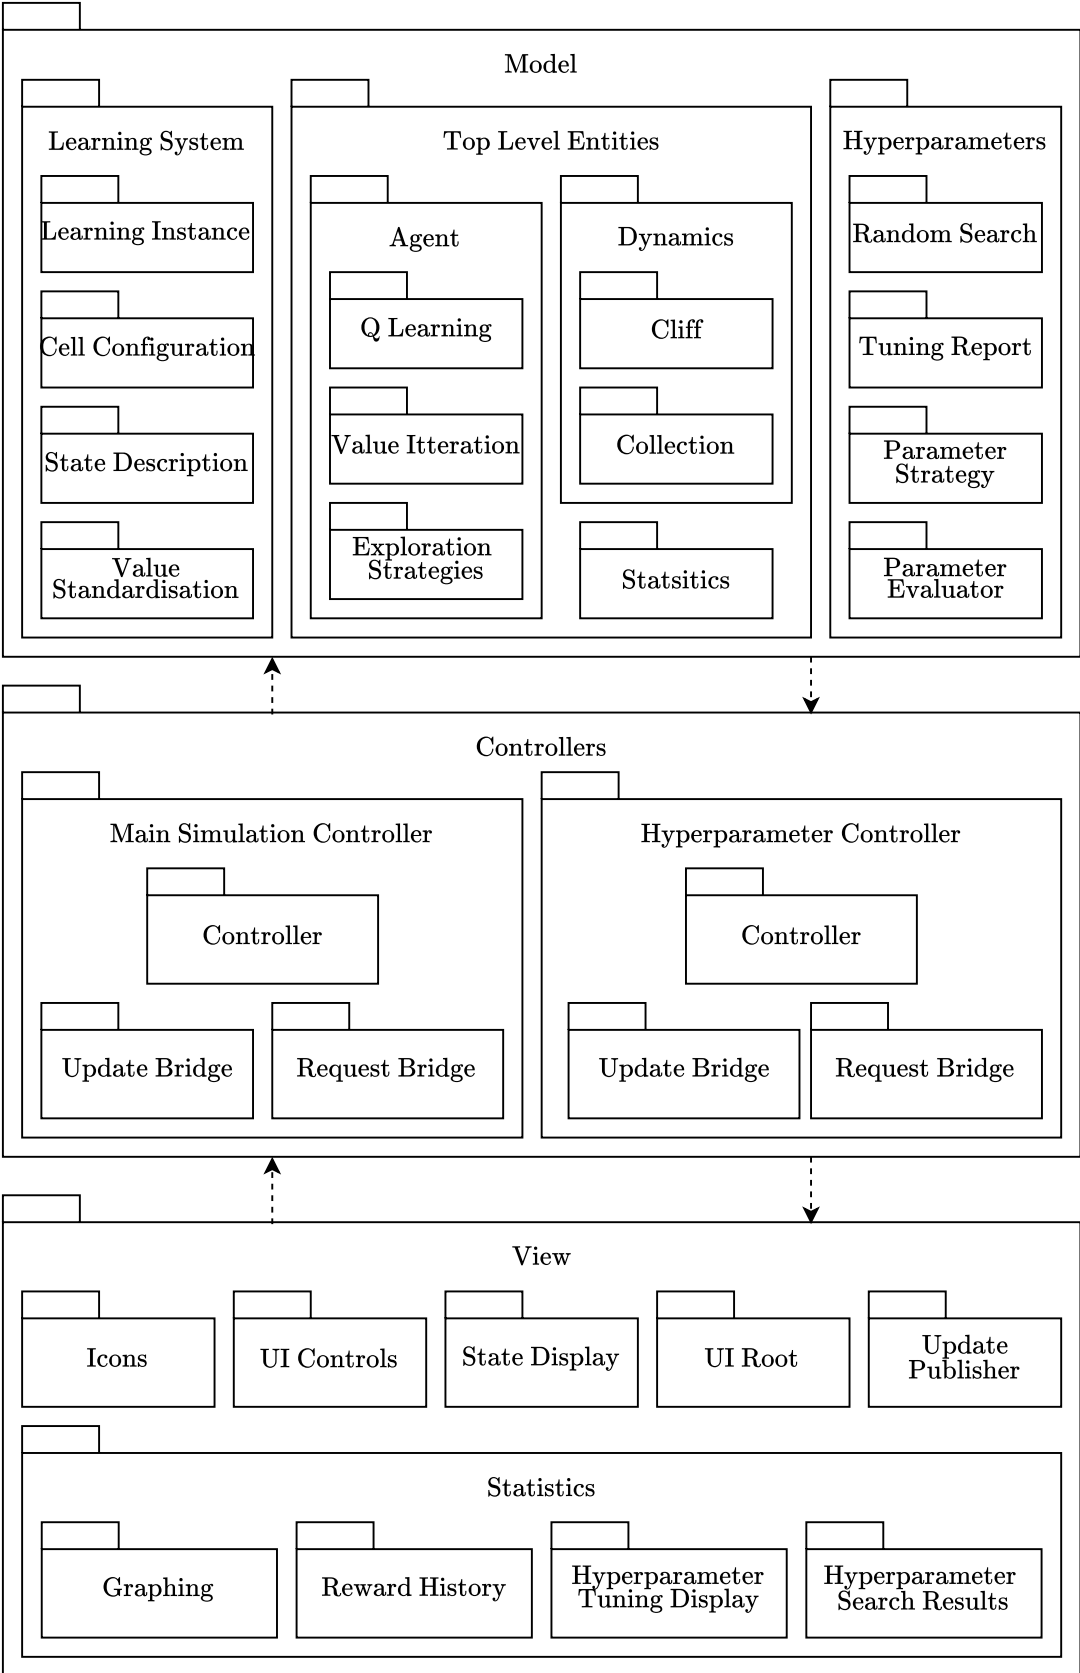 Model
Learning System
Learning Instance
Cell Configuration
State Description
Value
Standardisation
Top Level Entities
Agent
Q Learning
Value Itteration
Exploration
Strategies
Dynamics
Cliff
Collection
Statsitics
Hyperparameters
Random Search
Tuning Report
Parameter
Strategy
Parameter
Evaluator
Controllers
Main Simulation Controller
Controller
Update Bridge
Request Bridge
Hyperparameter Controller
Controller
Update Bridge
Request Bridge
View
Icons
UI Controls
State Display
UI Root
Update
Publisher
Statistics
Graphing
Reward History
Hyperparameter
Tuning Display
Hyperparameter
Search Results